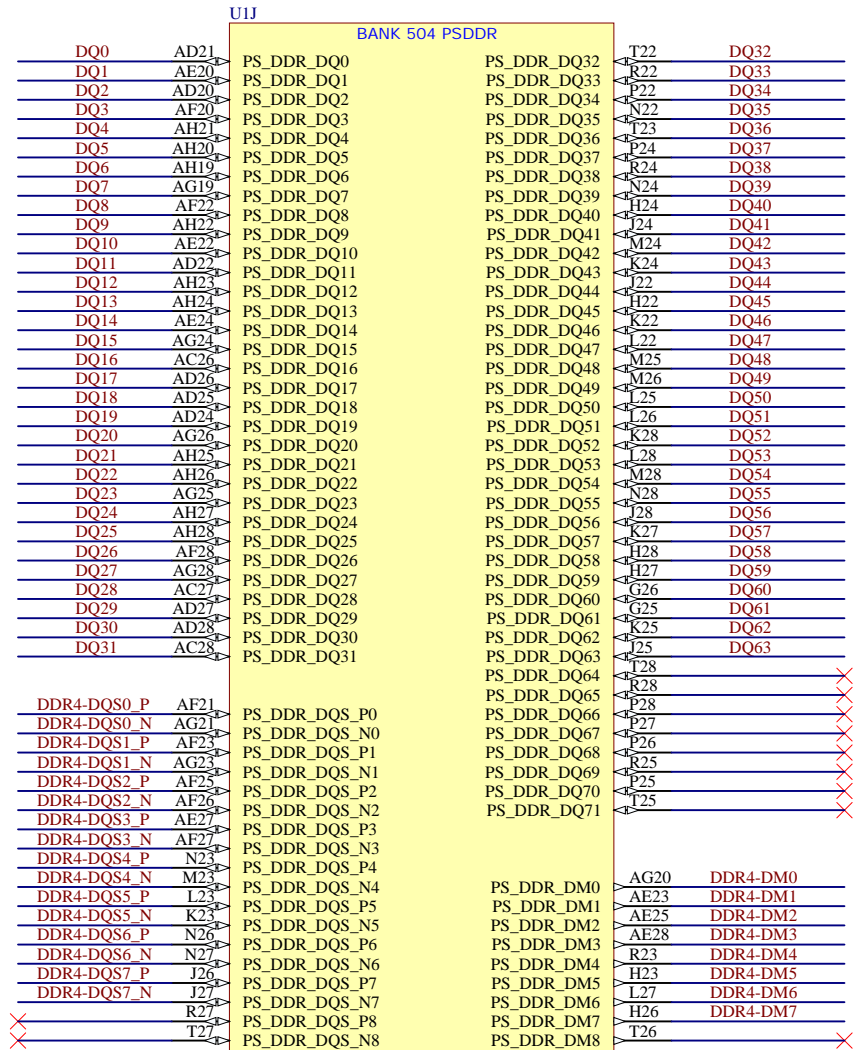 U1J
BANK 504 PSDDR
DQ0 AD21 PS_DDR_DQ0 PS_DDR_DQ32 T22 DQ32
DQ1 AE20 PS_DDR_DQ1 PS_DDR_DQ33 R22 DQ33
DQ2 AD20 PS_DDR_DQ2 PS_DDR_DQ34 P22 DQ34
DQ3 AF20 PS_DDR_DQ3 PS_DDR_DQ35 N22 DQ35
DQ4 AH21 PS_DDR_DQ4 PS_DDR_DQ36 T23 DQ36
DQ5 AH20 PS_DDR_DQ5 PS_DDR_DQ37 P24 DQ37
DQ6 AH19 PS_DDR_DQ6 PS_DDR_DQ38 R24 DQ38
DQ7 AG19 PS_DDR_DQ7 PS_DDR_DQ39 N24 DQ39
DQ8 AF22 PS_DDR_DQ8 PS_DDR_DQ40 H24 DQ40
DQ9 AH22 PS_DDR_DQ9 PS_DDR_DQ41 J24 DQ41
DQ10 AE22 PS_DDR_DQ10 PS_DDR_DQ42 M24 DQ42
DQ11 AD22 PS_DDR_DQ11 PS_DDR_DQ43 K24 DQ43
DQ12 AH23 PS_DDR_DQ12 PS_DDR_DQ44 J22 DQ44
DQ13 AH24 PS_DDR_DQ13 PS_DDR_DQ45 H22 DQ45
DQ14 AE24 PS_DDR_DQ14 PS_DDR_DQ46 K22 DQ46
DQ15 AG24 PS_DDR_DQ15 PS_DDR_DQ47 L22 DQ47
DQ16 AC26 PS_DDR_DQ16 PS_DDR_DQ48 M25 DQ48
DQ17 AD26 PS_DDR_DQ17 PS_DDR_DQ49 M26 DQ49
DQ18 AD25 PS_DDR_DQ18 PS_DDR_DQ50 L25 DQ50
DQ19 AD24 PS_DDR_DQ19 PS_DDR_DQ51 L26 DQ51
DQ20 AG26 PS_DDR_DQ20 PS_DDR_DQ52 K28 DQ52
DQ21 AH25 PS_DDR_DQ21 PS_DDR_DQ53 L28 DQ53
DQ22 AH26 PS_DDR_DQ22 PS_DDR_DQ54 M28 DQ54
DQ23 AG25 PS_DDR_DQ23 PS_DDR_DQ55 N28 DQ55
DQ24 AH27 PS_DDR_DQ24 PS_DDR_DQ56 J28 DQ56
DQ25 AH28 PS_DDR_DQ25 PS_DDR_DQ57 K27 DQ57
DQ26 AF28 PS_DDR_DQ26 PS_DDR_DQ58 H28 DQ58
DQ27 AG28 PS_DDR_DQ27 PS_DDR_DQ59 H27 DQ59
DQ28 AC27 PS_DDR_DQ28 PS_DDR_DQ60 G26 DQ60
DQ29 AD27 PS_DDR_DQ29 PS_DDR_DQ61 G25 DQ61
DQ30 AD28 PS_DDR_DQ30 PS_DDR_DQ62 K25 DQ62
DQ31 AC28 PS_DDR_DQ31 PS_DDR_DQ63 J25 DQ63
PS_DDR_DQ64 T28
PS_DDR_DQ65 R28
DDR4-DQS0_P AF21 PS_DDR_DQS_P0 PS_DDR_DQ66 P28
DDR4-DQS0_N AG21 PS_DDR_DQS_N0 PS_DDR_DQ67 P27
DDR4-DQS1_P AF23 PS_DDR_DQS_P1 PS_DDR_DQ68 P26
DDR4-DQS1_N AG23 PS_DDR_DQS_N1 PS_DDR_DQ69 R25
DDR4-DQS2_P AF25 PS_DDR_DQS_P2 PS_DDR_DQ70 P25
DDR4-DQS2_N AF26 PS_DDR_DQS_N2 PS_DDR_DQ71 T25
DDR4-DQS3_P AE27 PS_DDR_DQS_P3
DDR4-DQS3_N AF27 PS_DDR_DQS_N3
DDR4-DQS4_P N23 PS_DDR_DQS_P4
DDR4-DQS4_N M23 PS_DDR_DQS_N4 PS_DDR_DM0 AG20 DDR4-DM0
DDR4-DQS5_P L23 PS_DDR_DQS_P5 PS_DDR_DM1 AE23 DDR4-DM1
DDR4-DQS5_N K23 PS_DDR_DQS_N5 PS_DDR_DM2 AE25 DDR4-DM2
DDR4-DQS6_P N26 PS_DDR_DQS_P6 PS_DDR_DM3 AE28 DDR4-DM3
DDR4-DQS6_N N27 PS_DDR_DQS_N6 PS_DDR_DM4 R23 DDR4-DM4
DDR4-DQS7_P J26 PS_DDR_DQS_P7 PS_DDR_DM5 H23 DDR4-DM5
DDR4-DQS7_N J27 PS_DDR_DQS_N7 PS_DDR_DM6 L27 DDR4-DM6
R27 PS_DDR_DQS_P8 PS_DDR_DM7 H26 DDR4-DM7
T27 PS_DDR_DQS_N8 PS_DDR_DM8 T26